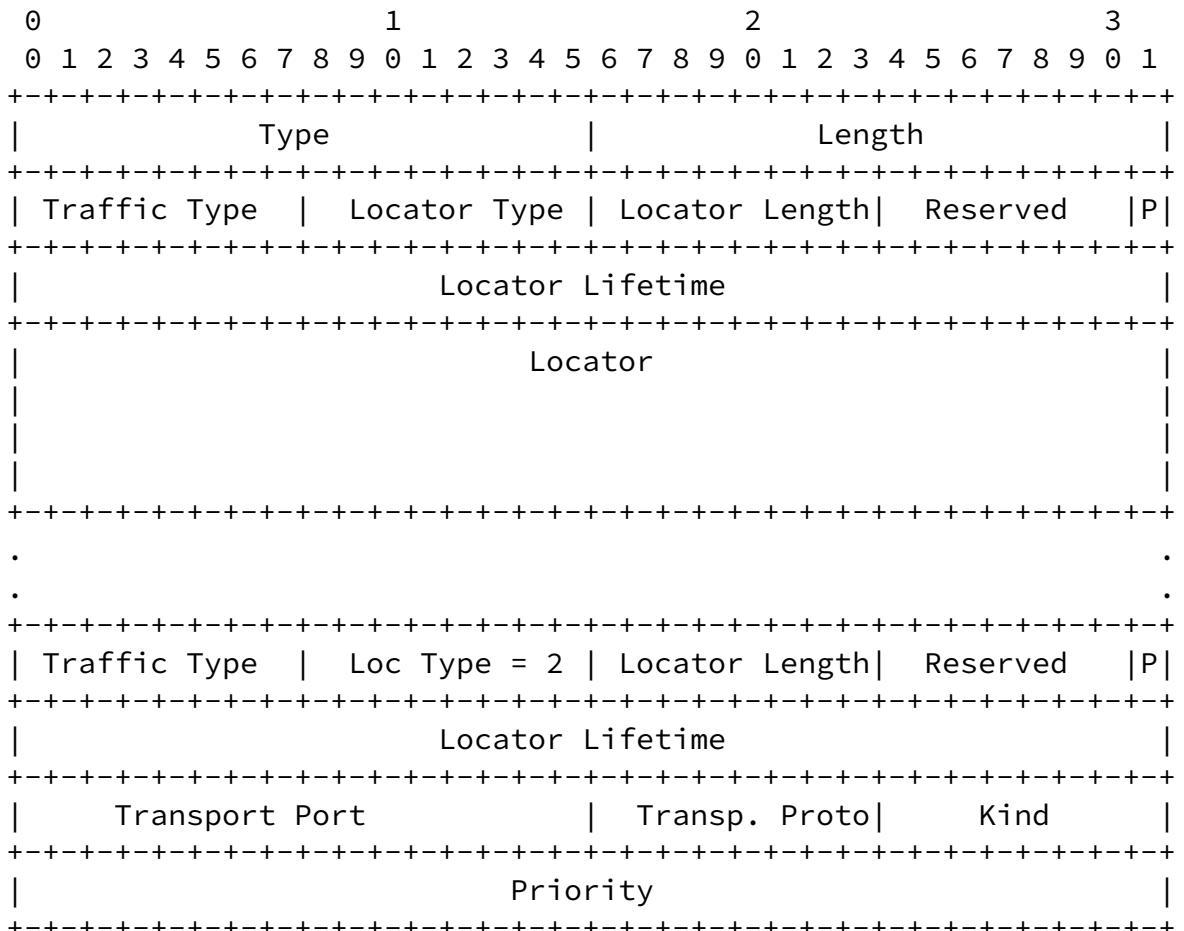 0                   1                   2                   3
 0 1 2 3 4 5 6 7 8 9 0 1 2 3 4 5 6 7 8 9 0 1 2 3 4 5 6 7 8 9 0 1
+-+-+-+-+-+-+-+-+-+-+-+-+-+-+-+-+-+-+-+-+-+-+-+-+-+-+-+-+-+-+-+-+
|             Type              |            Length             |
+-+-+-+-+-+-+-+-+-+-+-+-+-+-+-+-+-+-+-+-+-+-+-+-+-+-+-+-+-+-+-+-+
| Traffic Type  |  Locator Type | Locator Length|  Reserved   |P|
+-+-+-+-+-+-+-+-+-+-+-+-+-+-+-+-+-+-+-+-+-+-+-+-+-+-+-+-+-+-+-+-+
|                       Locator Lifetime                        |
+-+-+-+-+-+-+-+-+-+-+-+-+-+-+-+-+-+-+-+-+-+-+-+-+-+-+-+-+-+-+-+-+
|                            Locator                            |
|                                                               |
|                                                               |
|                                                               |
+-+-+-+-+-+-+-+-+-+-+-+-+-+-+-+-+-+-+-+-+-+-+-+-+-+-+-+-+-+-+-+-+
.                                                               .
.                                                               .
+-+-+-+-+-+-+-+-+-+-+-+-+-+-+-+-+-+-+-+-+-+-+-+-+-+-+-+-+-+-+-+-+
| Traffic Type  |  Loc Type = 2 | Locator Length|  Reserved   |P|
+-+-+-+-+-+-+-+-+-+-+-+-+-+-+-+-+-+-+-+-+-+-+-+-+-+-+-+-+-+-+-+-+
|                       Locator Lifetime                        |
+-+-+-+-+-+-+-+-+-+-+-+-+-+-+-+-+-+-+-+-+-+-+-+-+-+-+-+-+-+-+-+-+
|     Transport Port            |  Transp. Proto|     Kind      |
+-+-+-+-+-+-+-+-+-+-+-+-+-+-+-+-+-+-+-+-+-+-+-+-+-+-+-+-+-+-+-+-+
|                           Priority                            |
+-+-+-+-+-+-+-+-+-+-+-+-+-+-+-+-+-+-+-+-+-+-+-+-+-+-+-+-+-+-+-+-+